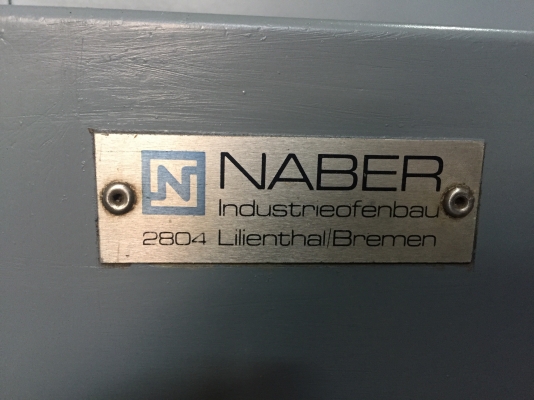 N NABER
Industrieofenbau
2804 Lilienthal/Bremen